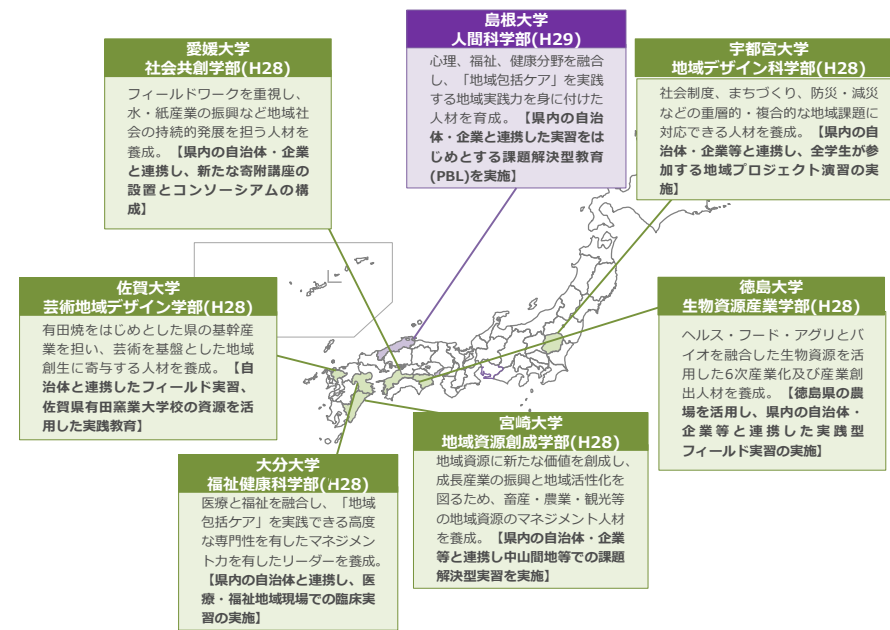 島根大学
人間科学部(H29)
心理、福祉、健康分野を融合
し、「地域包括ケア」を実践
する地域実践力を身に付けた
人材を育成。【県内の自治
体・企業と連携した実習をは
じめとする課題解決型教育
(PBL)を実施】
愛媛大学
社会共創学部(H28)
フィールドワークを重視し、
水・紙産業の振興など地域社
会の持続的発展を担う人材を
養成。【県内の自治体・企業
と連携し、新たな寄附講座の
設置とコンソーシアムの構
成】
宇都宮大学
地域デザイン科学部(H28)
社会制度、まちづくり、防災・減災
などの重層的・複合的な地域課題に
対応できる人材を養成。【県内の自
治体・企業等と連携し、全学生が参
加する地域プロジェクト演習の実
施】
佐賀大学
芸術地域デザイン学部(H28)
有田焼をはじめとした県の基幹産
業を担い、芸術を基盤とした地域
創生に寄与する人材を養成。【自
治体と連携したフィールド実習、
佐賀県有田窯業大学校の資源を活
用した実践教育】
徳島大学
生物資源産業学部(H28)
ヘルス・フード・アグリとバ
イオを融合した生物資源を活
用した6次産業化及び産業創
出人材を養成。【徳島県の農
場を活用し、県内の自治体・
企業等と連携した実践型
フィールド実習の実施】
宮崎大学
地域資源創成学部(H28)
地域資源に新たな価値を創成し、
成長産業の振興と地域活性化を
図るため、畜産・農業・観光等
の地域資源のマネジメント人材
を養成。【県内の自治体・企業
等と連携し中山間地等での課題
解決型実習を実施】
大分大学
福祉健康科学部(H28)
医療と福祉を融合し、「地域
包括ケア」を実践できる高度
な専門性を有したマネジメン
ト力を有したリーダーを養成。
【県内の自治体と連携し、医
療・福祉地域現場での臨床実
習の実施】